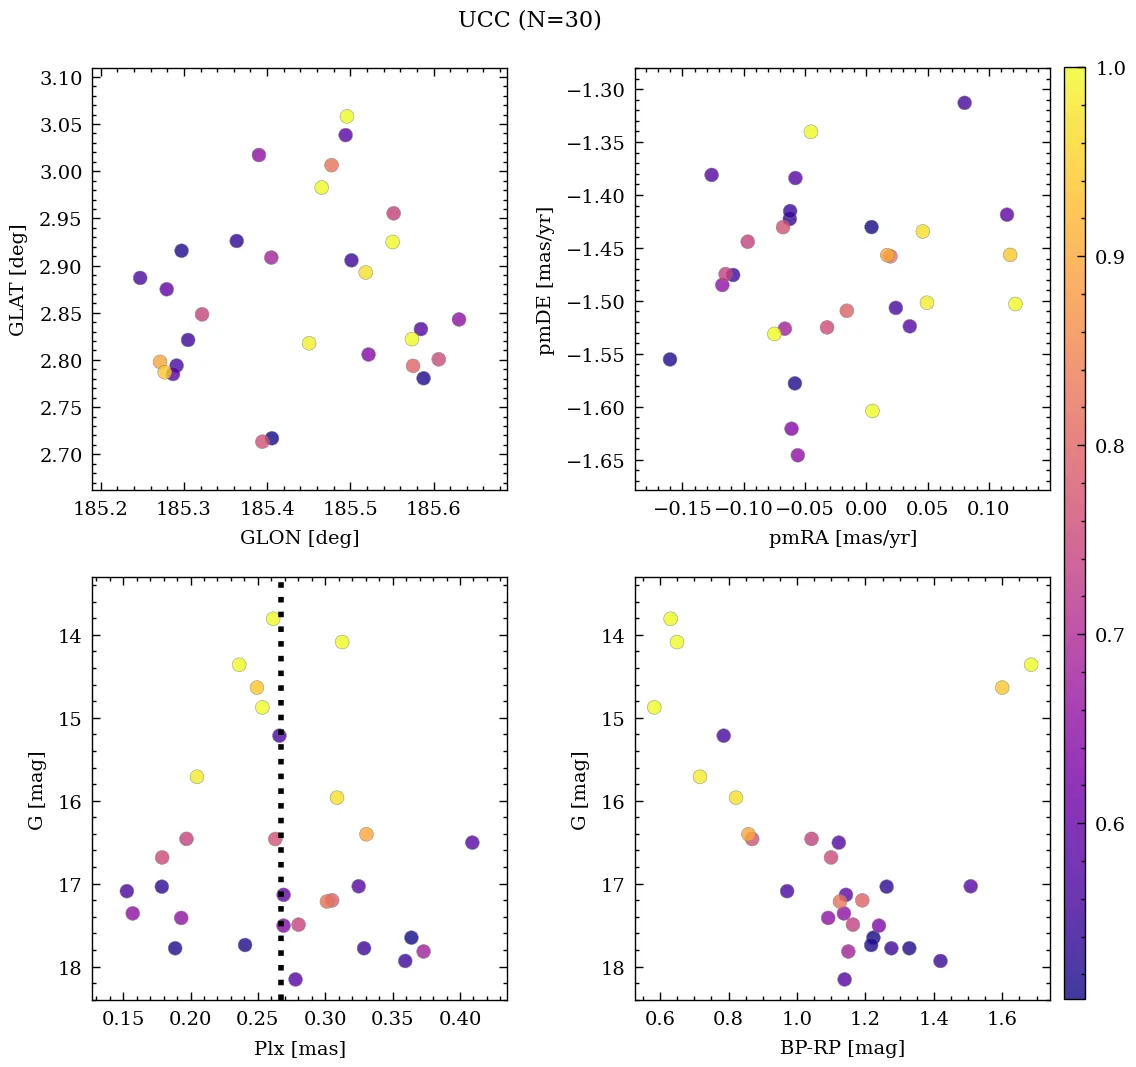 UCC (N=30)
3.10
3.05
3.00
2.95
2.90
2.85
2.80
2.75
2.70
GLAT [deg]
185.2 185.3 185.4 185.5 185.6
GLON [deg]
−1.30
−1.35
−1.40
−1.45
−1.50
−1.55
−1.60
−1.65
pmDE [mas/yr]
−0.15 −0.10 −0.05 0.00 0.05 0.10
pmRA [mas/yr]
14
15
16
17
18
G [mag]
0.15 0.20 0.25 0.30 0.35 0.40
Plx [mas]
14
15
16
17
18
G [mag]
0.6 0.8 1.0 1.2 1.4 1.6
BP-RP [mag]
1.0
0.9
0.8
0.7
0.6